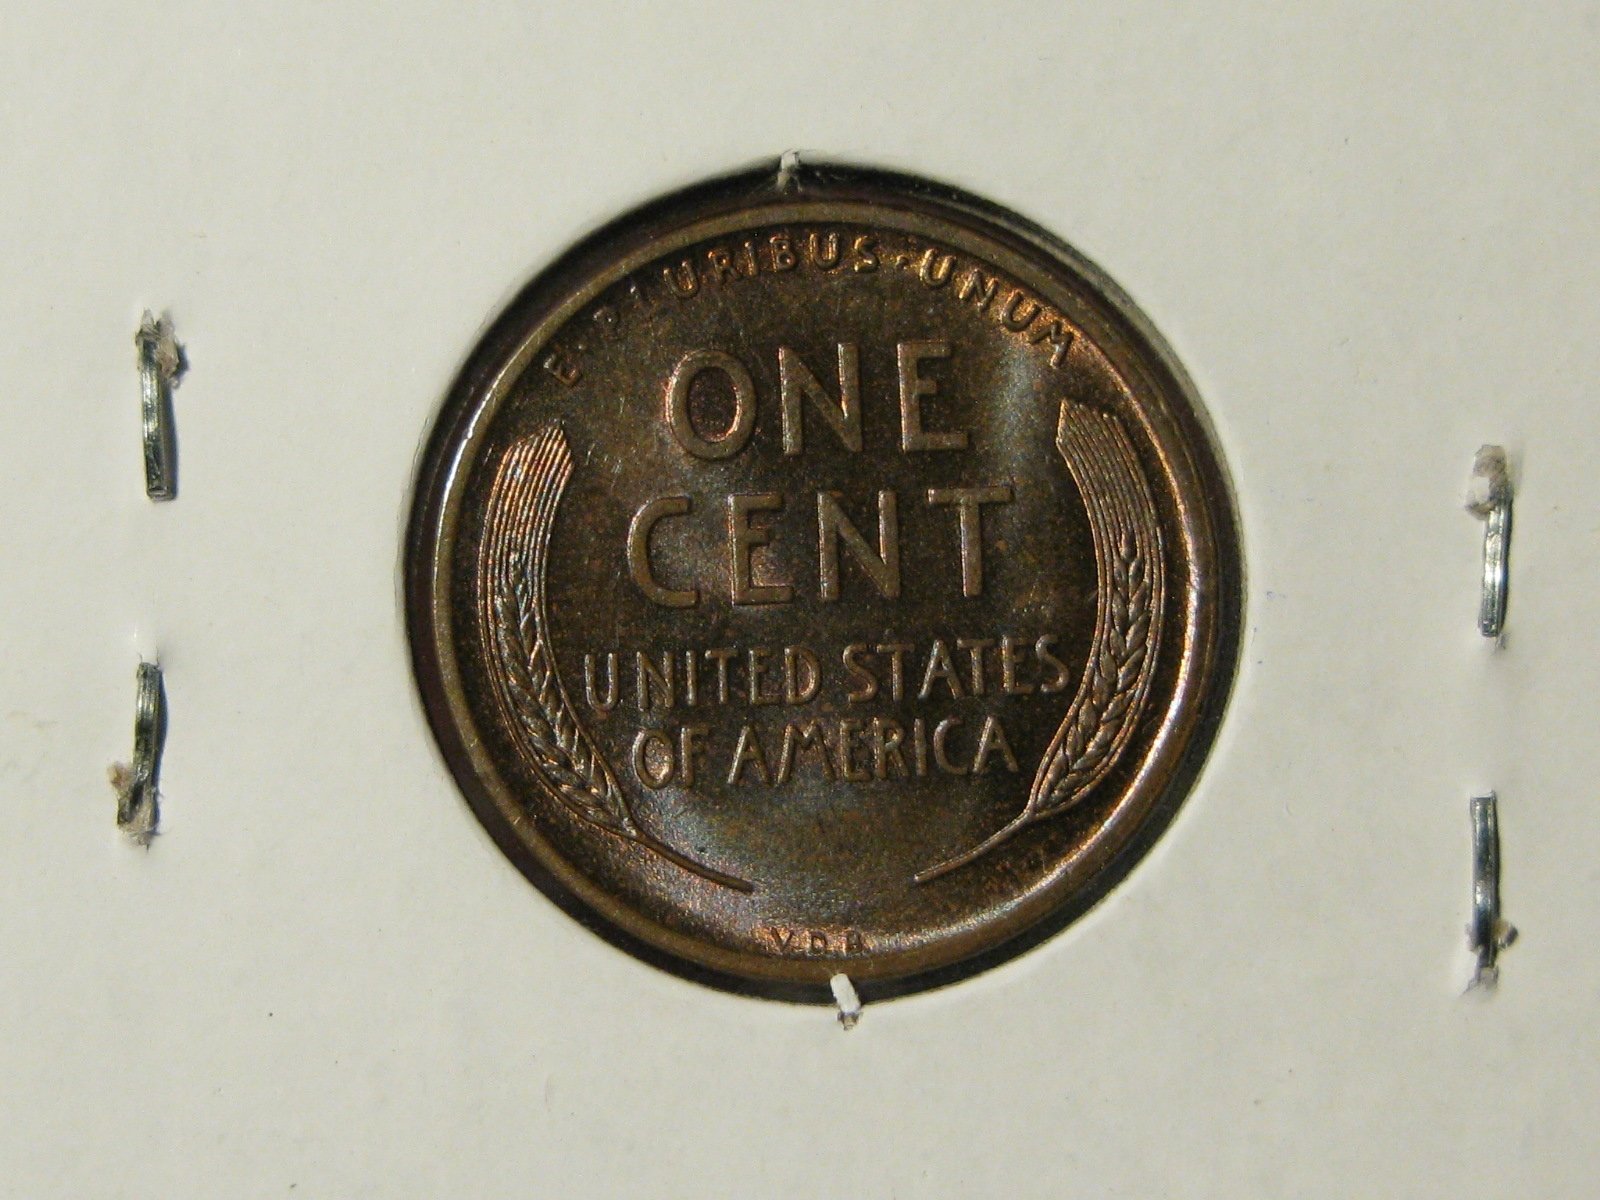 E·PLURIBUS·UNUM
ONE
CENT
UNITED STATES
OF AMERICA
V.D.B.